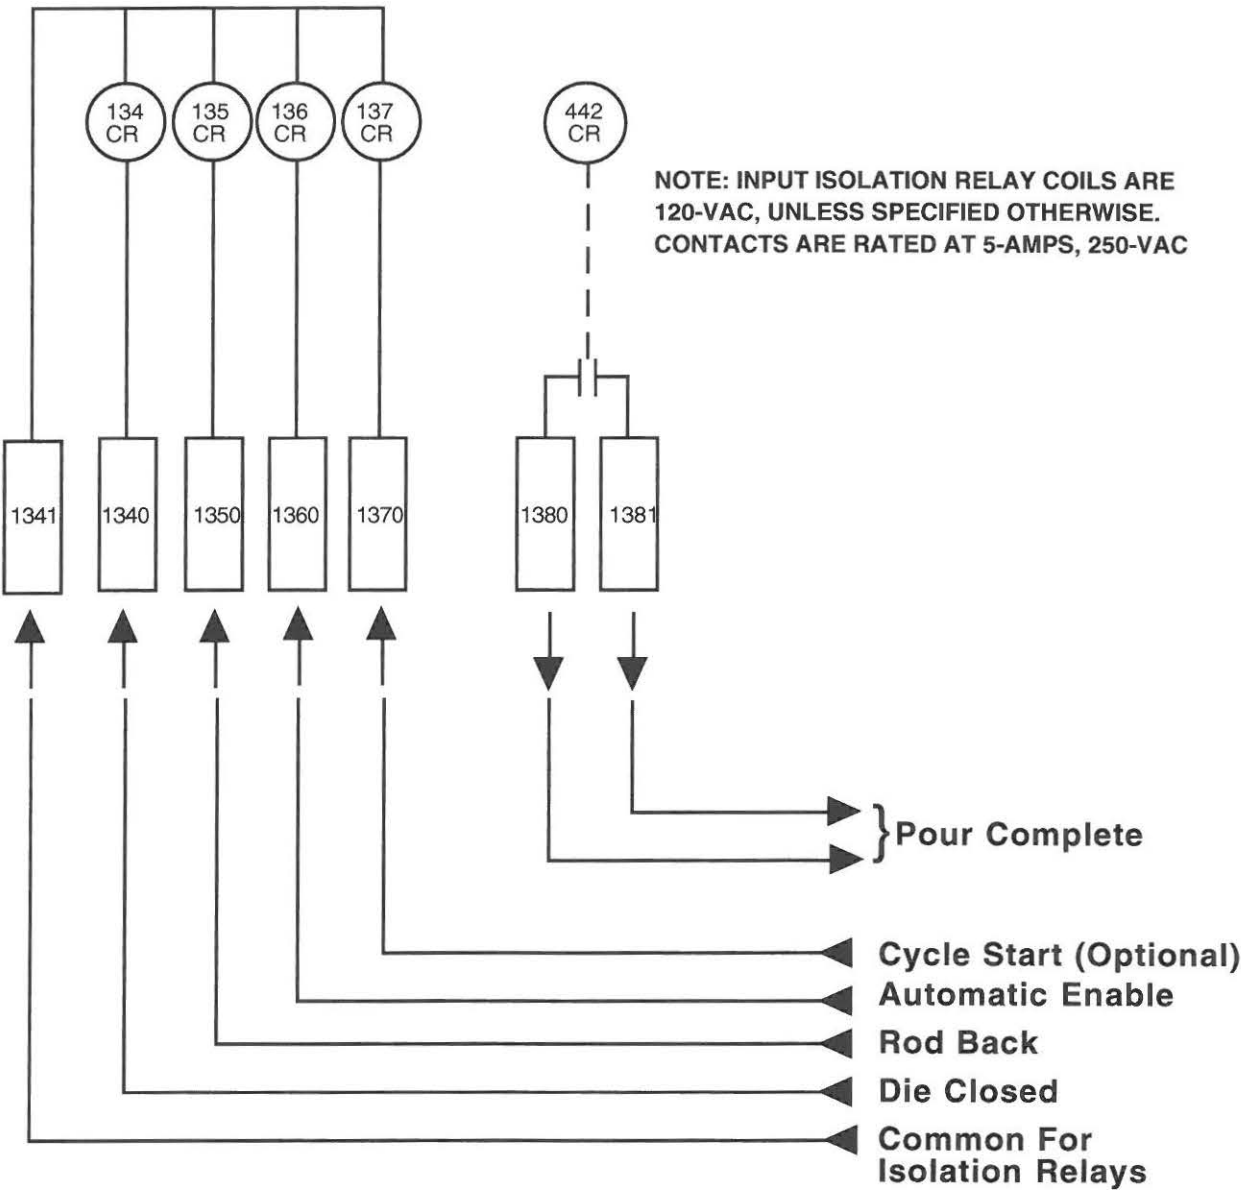 134
CR
135
CR
136
CR
137
CR
442
CR
NOTE: INPUT ISOLATION RELAY COILS ARE
120-VAC, UNLESS SPECIFIED OTHERWISE.
CONTACTS ARE RATED AT 5-AMPS, 250-VAC
1341
1340
1350
1360
1370
1380
1381
Pour Complete
Cycle Start (Optional)
Automatic Enable
Rod Back
Die Closed
Common For
Isolation Relays